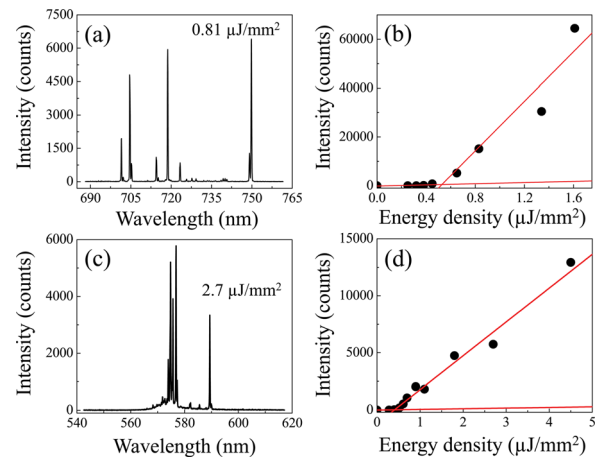 (a)
0.81 µJ/mm²
Intensity (counts)
7500
6000
4500
3000
1500
0
690 705 720 735 750 765
Wavelength (nm)
(b)
Intensity (counts)
60000
40000
20000
0
0.0 0.4 0.8 1.2 1.6
Energy density (µJ/mm²)
(c)
2.7 µJ/mm²
Intensity (counts)
6000
4000
2000
0
540 560 580 600 620
Wavelength (nm)
(d)
Intensity (counts)
15000
10000
5000
0
0 1 2 3 4 5
Energy density (µJ/mm²)